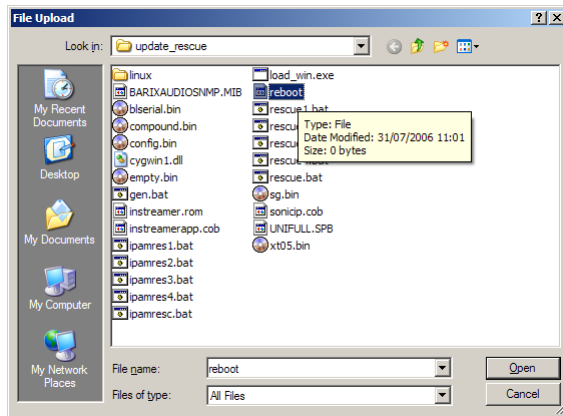 File Upload
Look in:
update_rescue
My Recent
Documents
Desktop
My Documents
My Computer
My Network
Places
linux
BARIXAUDIOSNMP.MIB
blserial.bin
compound.bin
config.bin
cygwin1.dll
empty.bin
gen.bat
instreamer.rom
instreamerapp.cob
ipamres1.bat
ipamres2.bat
ipamres3.bat
ipamres4.bat
ipamresc.bat
load_win.exe
reboot
rescue1.bat
rescue.bat
sg.bin
sonicip.cob
UNIFULL.SPB
xt05.bin
Type: File
Date Modified: 31/07/2006 11:01
Size: 0 bytes
File name:
reboot
Open
Files of type:
All Files
Cancel